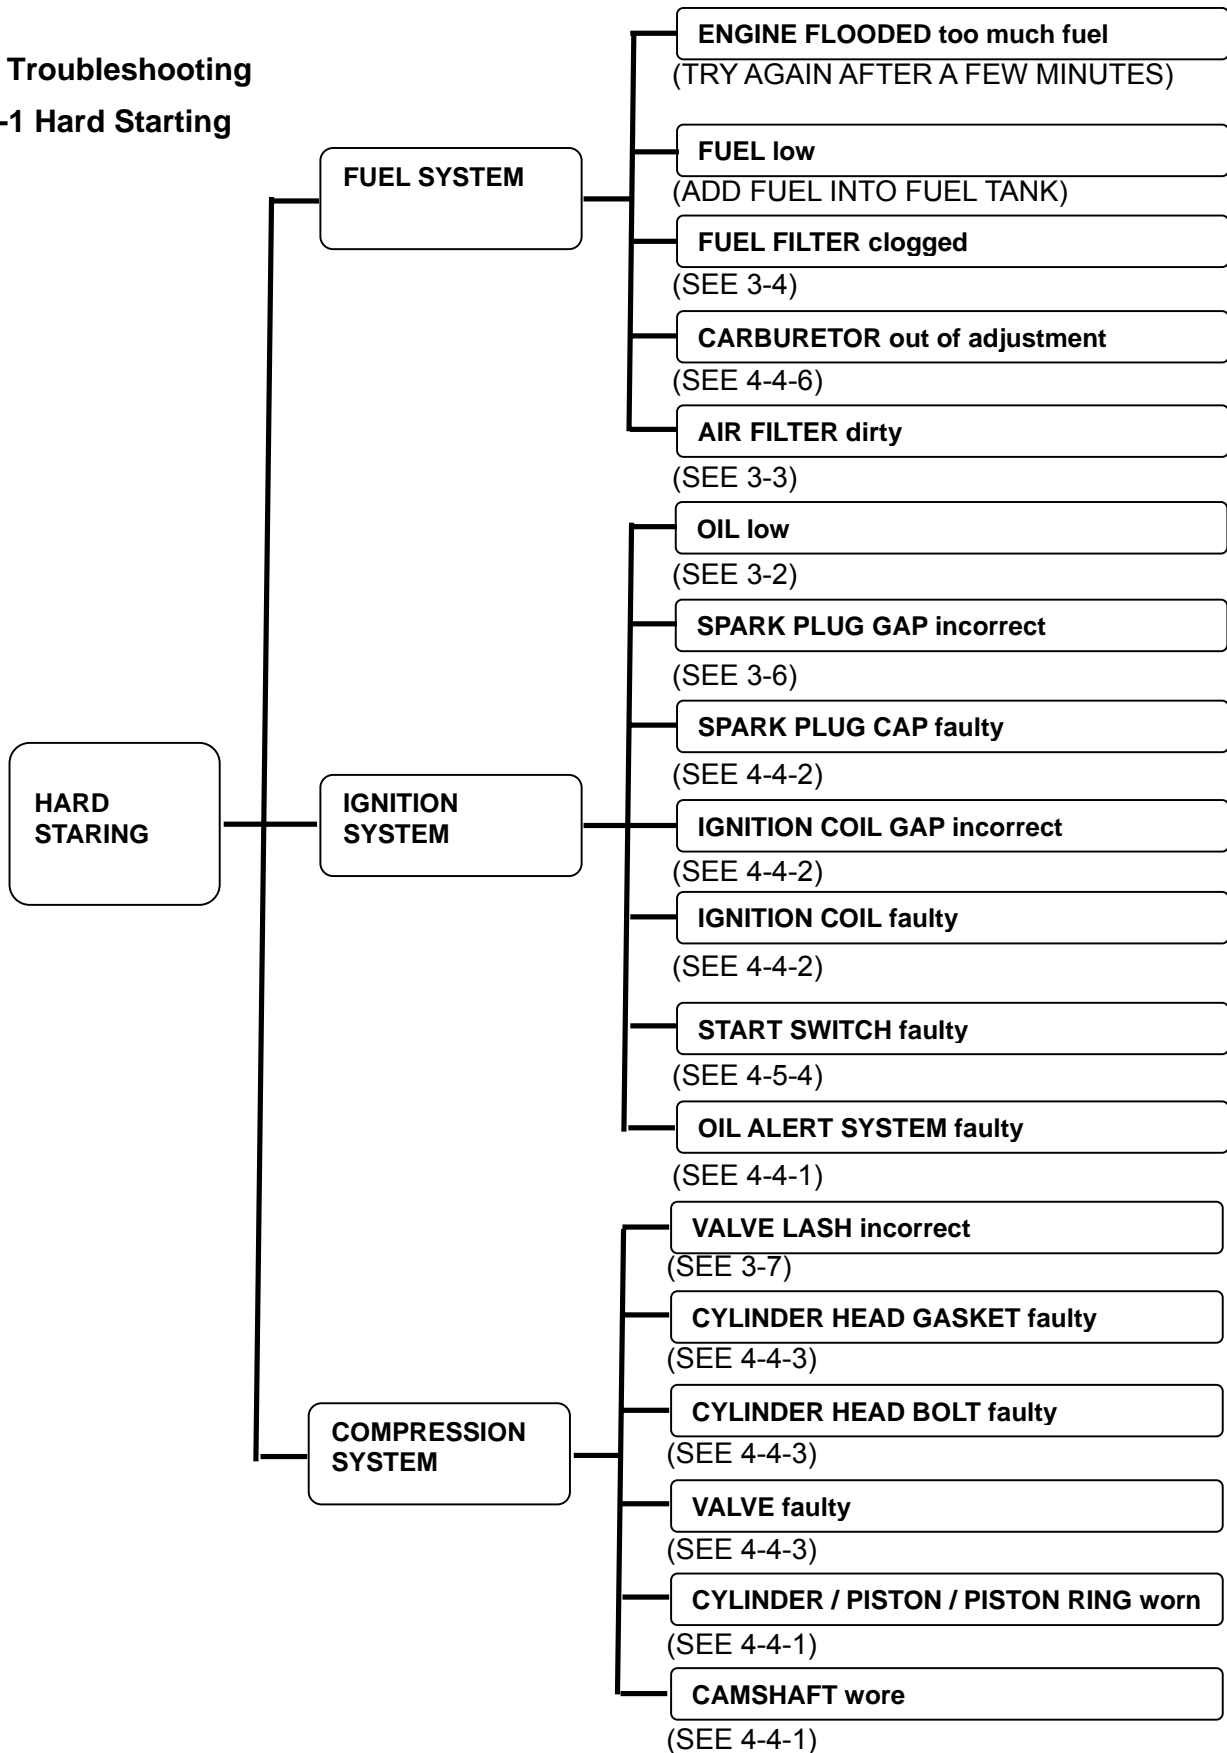 Troubleshooting
-1 Hard Starting
HARD
STARING
FUEL SYSTEM
ENGINE FLOODED too much fuel
(TRY AGAIN AFTER A FEW MINUTES)
FUEL low
(ADD FUEL INTO FUEL TANK)
FUEL FILTER clogged
(SEE 3-4)
CARBURETOR out of adjustment
(SEE 4-4-6)
AIR FILTER dirty
(SEE 3-3)
IGNITION
SYSTEM
OIL low
(SEE 3-2)
SPARK PLUG GAP incorrect
(SEE 3-6)
SPARK PLUG CAP faulty
(SEE 4-4-2)
IGNITION COIL GAP incorrect
(SEE 4-4-2)
IGNITION COIL faulty
(SEE 4-4-2)
START SWITCH faulty
(SEE 4-5-4)
OIL ALERT SYSTEM faulty
(SEE 4-4-1)
COMPRESSION
SYSTEM
VALVE LASH incorrect
(SEE 3-7)
CYLINDER HEAD GASKET faulty
(SEE 4-4-3)
CYLINDER HEAD BOLT faulty
(SEE 4-4-3)
VALVE faulty
(SEE 4-4-3)
CYLINDER / PISTON / PISTON RING worn
(SEE 4-4-1)
CAMSHAFT wore
(SEE 4-4-1)